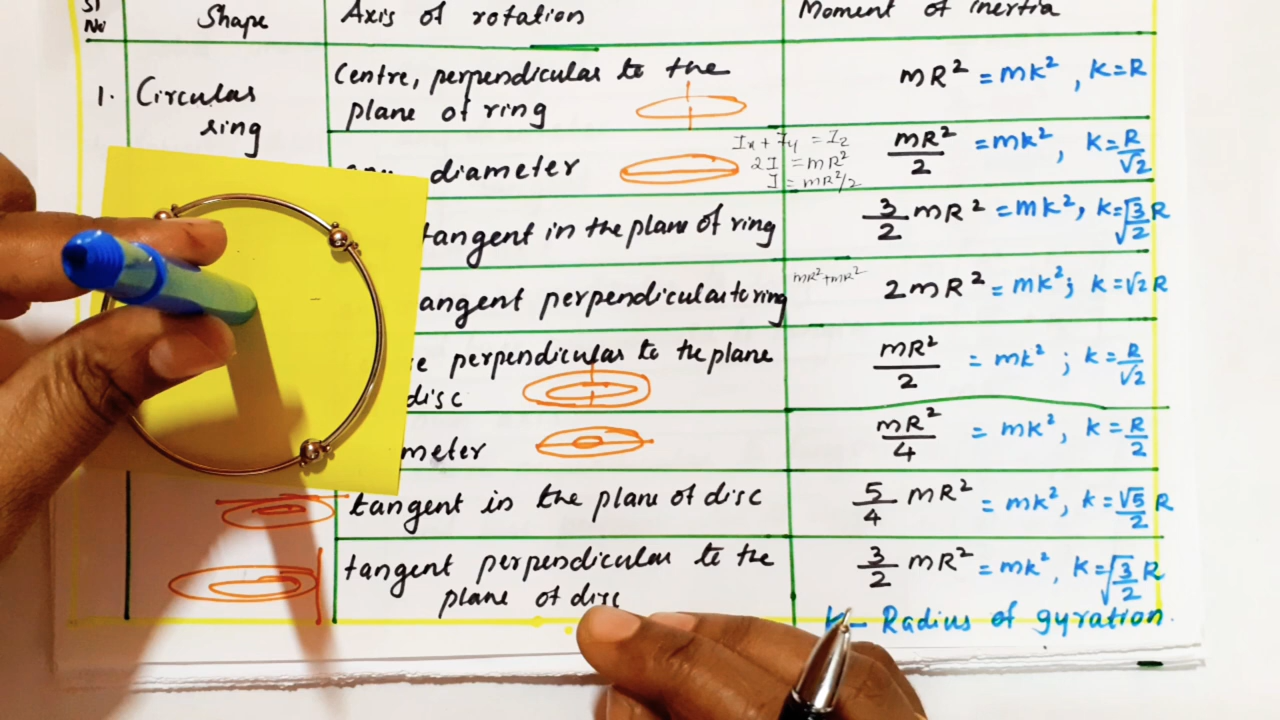 Sl
No
Shape
Axis of rotation
Moment of inertia
1. Circular
ring
Centre, perpendicular to the
plane of ring
mR² = mk², k=R
diameter
Ix + Iy = Iz
2I = mR²
I = mR²/2
mR²/2 = mk², k=R/√2
tangent in the plane of ring
3/2 mR² = mk², k=√3/2 R
tangent perpendicular to ring
mR²+mR²
2mR² = mk²; k=√2R
perpendicular to the plane
disc
mR²/2 = mk²; k=R/√2
meter
mR²/4 = mk², k=R/2
tangent in the plane of disc
5/4 mR² = mk², k=√5/2 R
tangent perpendicular to the
plane of disc
3/2 mR² = mk², k=√3/2 R
k - Radius of gyration